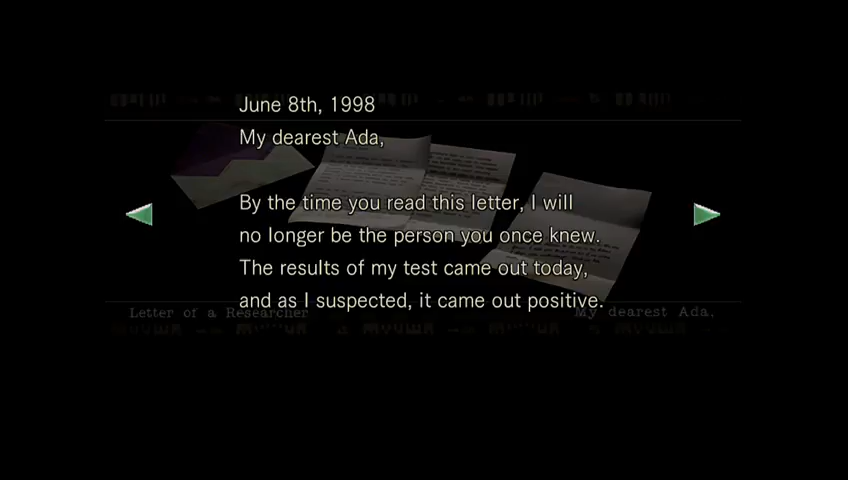 June 8th, 1998
My dearest Ada,
By the time you read this letter, I will
no longer be the person you once knew.
The results of my test came out today,
and as I suspected, it came out positive.
Letter of a Researcher
My dearest Ada,